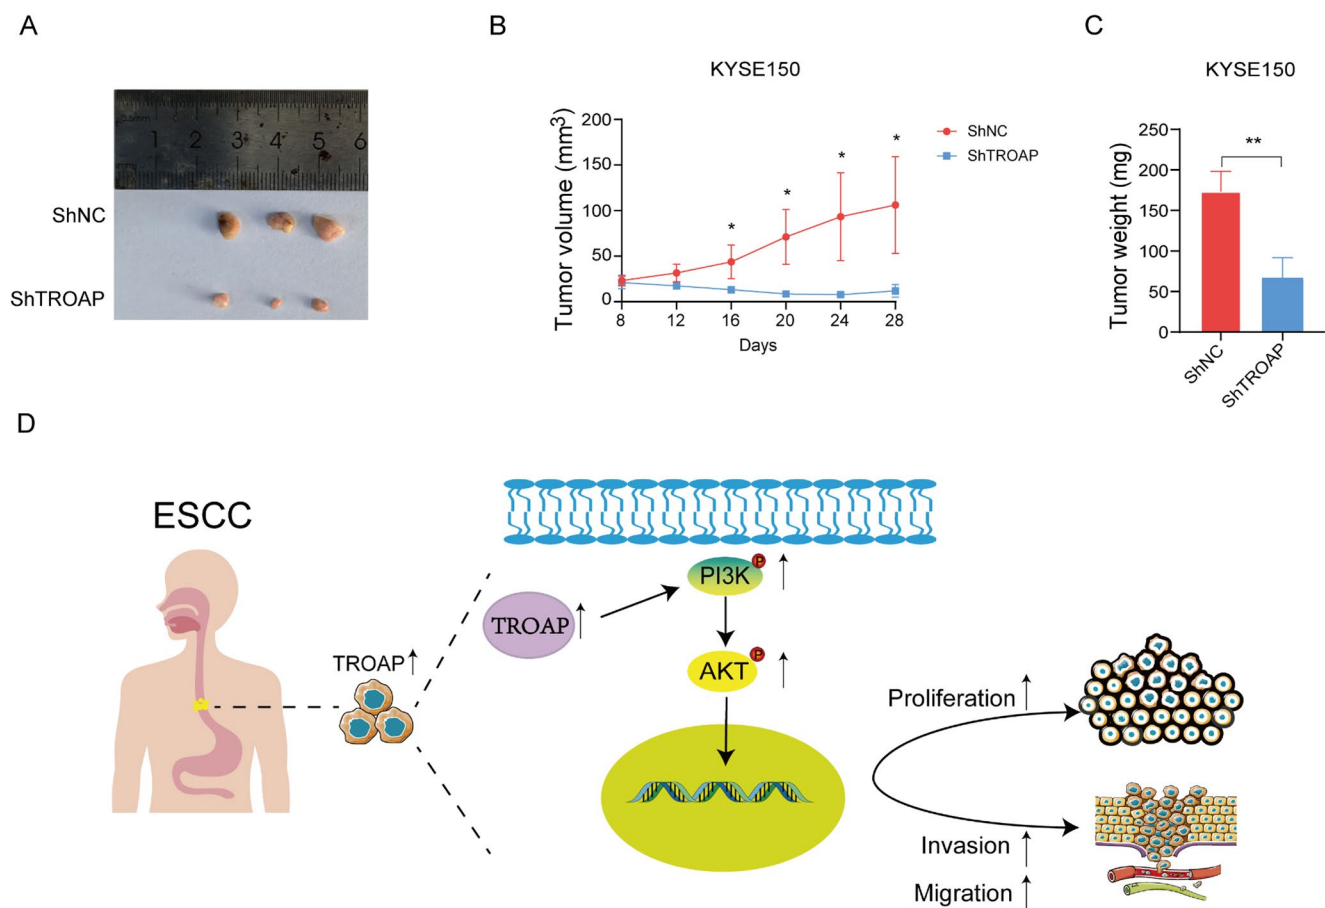 A
B
C
KYSE150
KYSE150
0.5mm
1 2 3 4 5 6
ShNC
ShTROAP
Tumor volume (mm3)
200
150
100
50
0
* * * * *
8 12 16 20 24 28
Days
ShNC
ShTROAP
Tumor weight (mg)
250
200
150
100
50
0
**
ShNC
ShTROAP
D
ESCC
TROAP
TROAP
PI3K
P
AKT
P
Proliferation
Invasion
Migration